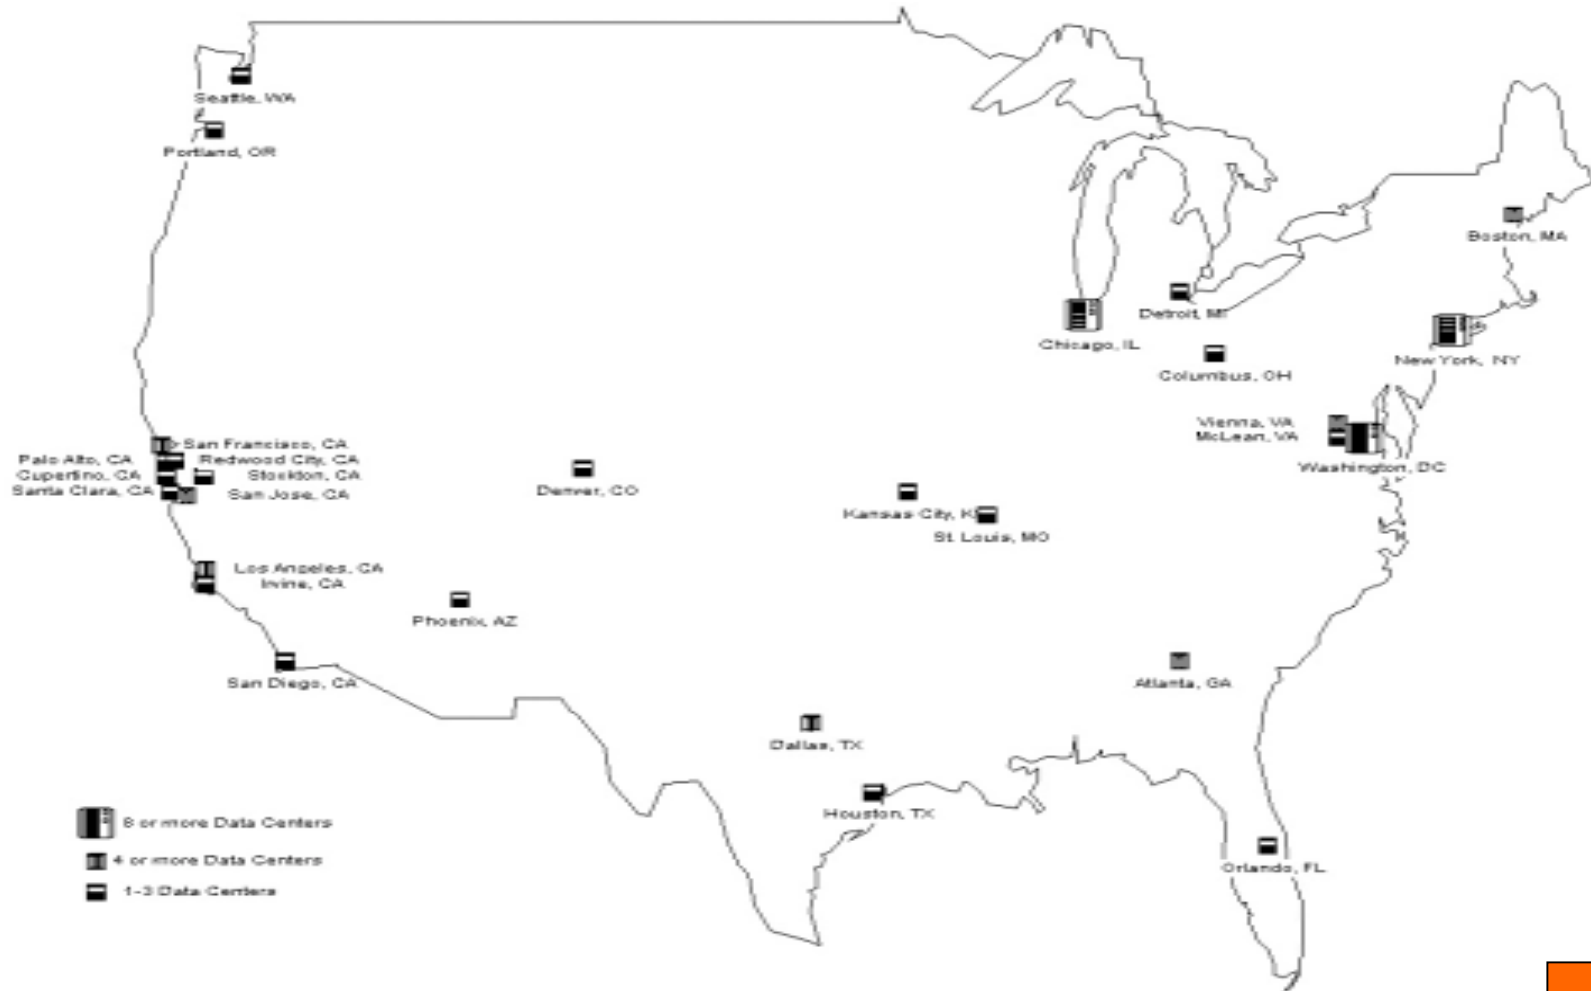 Seattle, WA
Portland, OR
Boston, MA
Detroit, MI
Chicago, IL
New York, NY
Columbus, OH
Vienna, VA
McLean, VA
Washington, DC
San Francisco, CA
Palo Alto, CA
Redwood City, CA
Cupertino, CA
Stockton, CA
Santa Clara, CA
San Jose, CA
Denver, CO
Kansas City, K
St. Louis, MO
Los Angeles, CA
Irvine, CA
Phoenix, AZ
San Diego, CA
Atlanta, GA
Dallas, TX
Houston, TX
Orlando, FL
8 or more Data Centers
4 or more Data Centers
1-3 Data Centers